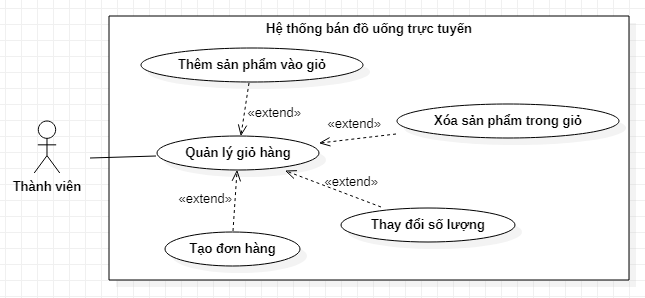 Hệ thống bán đồ uống trực tuyến
Thêm sản phẩm vào giỏ
«extend»
«extend»
Xóa sản phẩm trong giỏ
Quản lý giỏ hàng
Thành viên
«extend»
«extend»
Thay đổi số lượng
Tạo đơn hàng